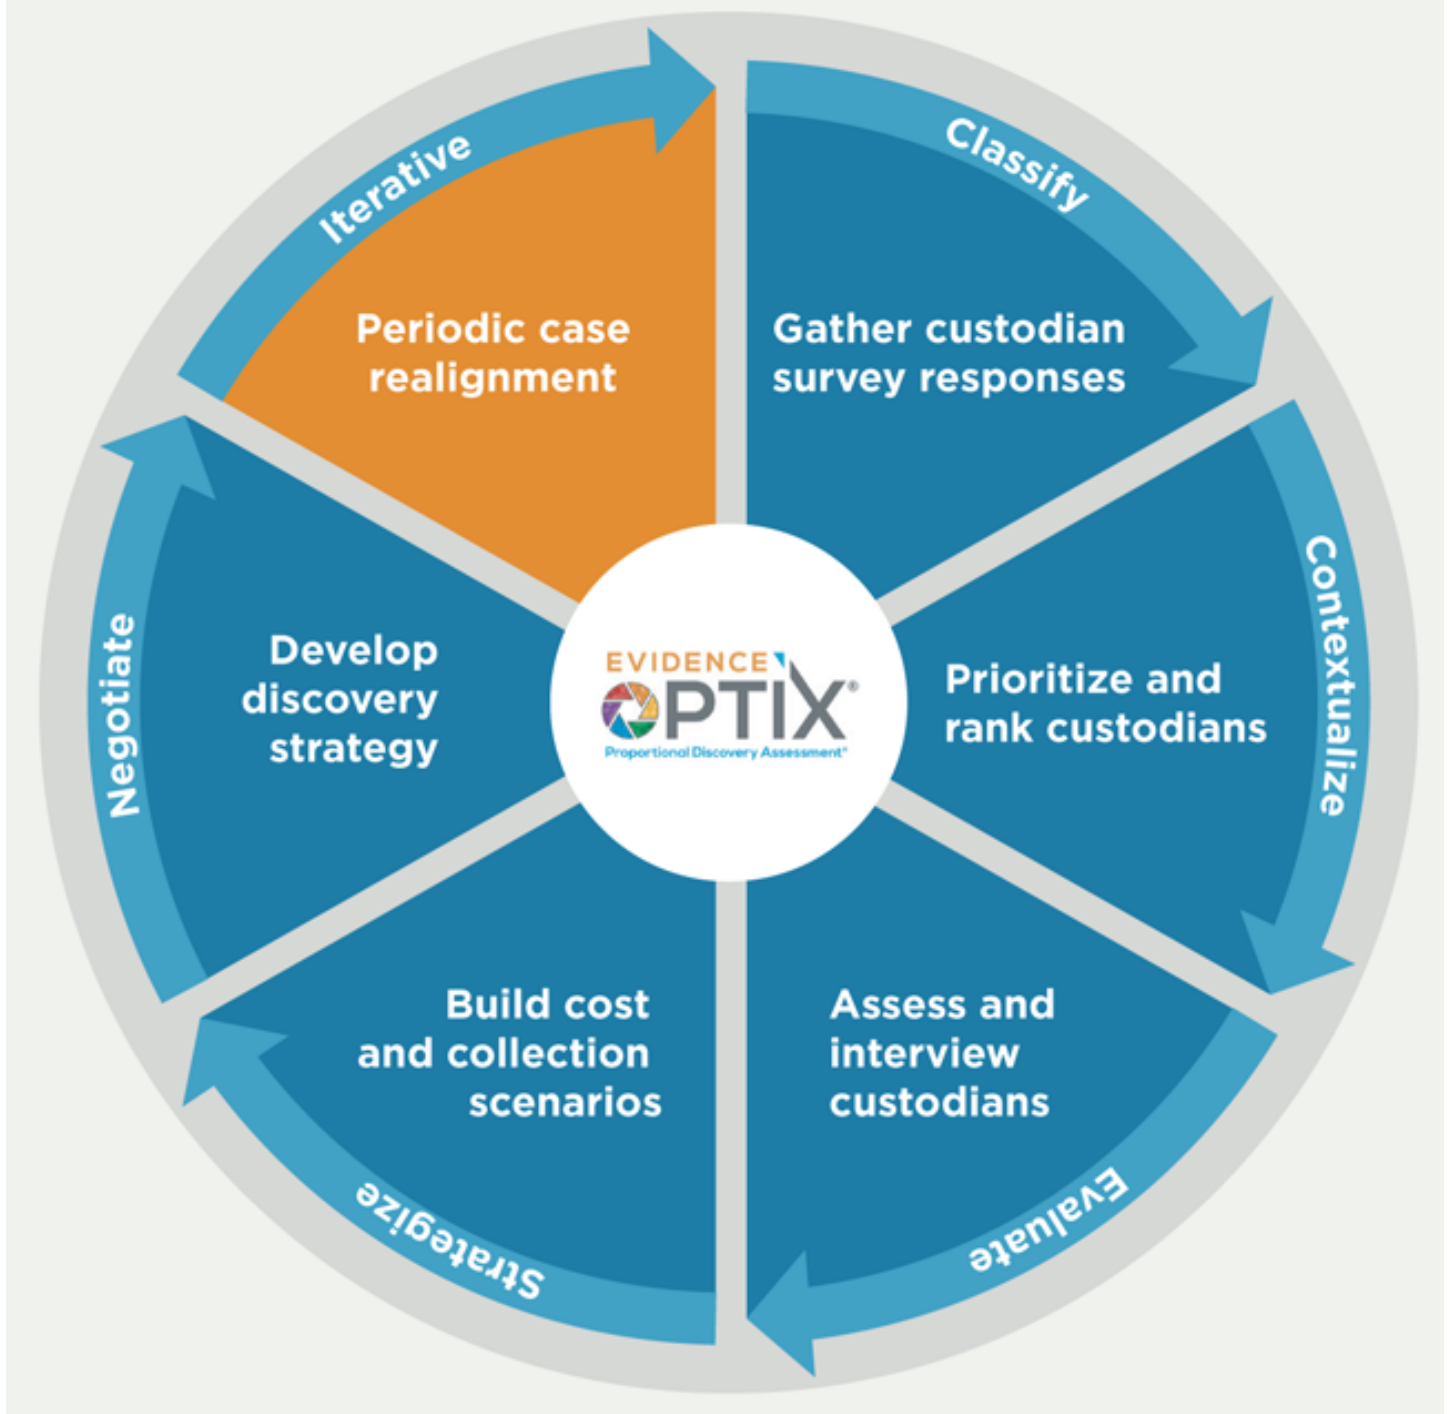 Iterative
Classify
Periodic case
realignment
Gather custodian
survey responses
Contextualize
Prioritize and
rank custodians
Evaluate
Assess and
interview
custodians
Strategize
Build cost
and collection
scenarios
Negotiate
Develop
discovery
strategy
EVIDENCE
OPTIX®
Proportional Discovery Assessment®